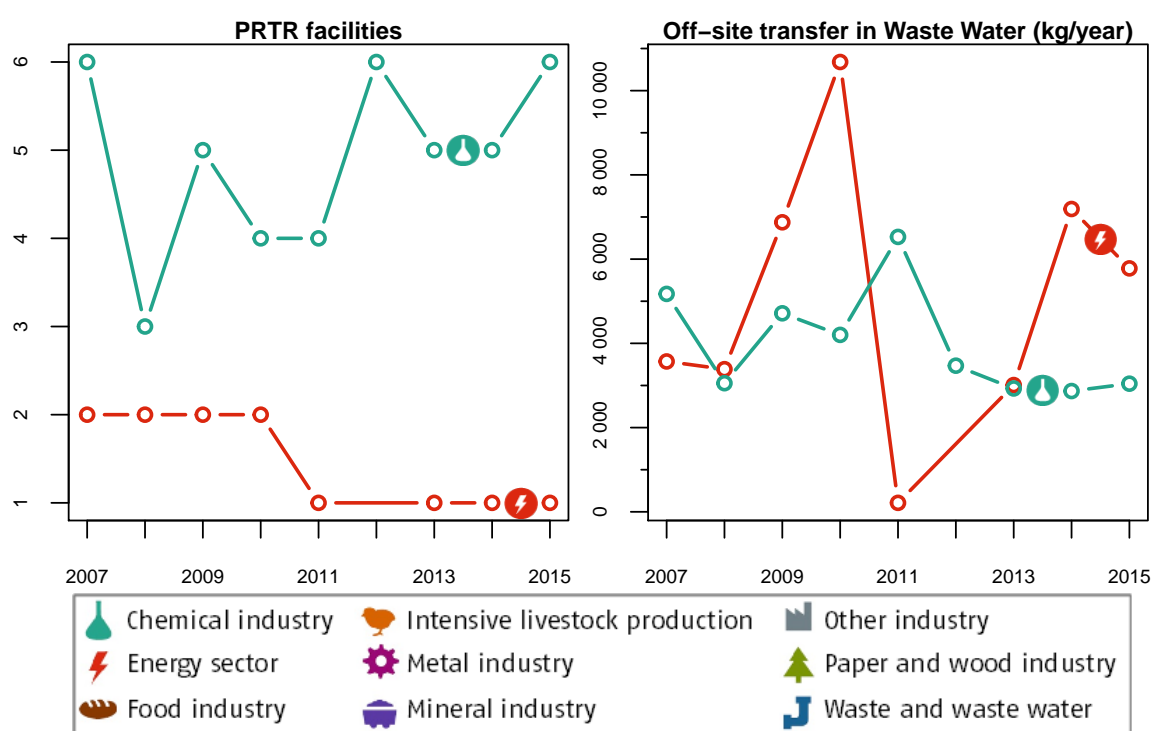 PRTR facilities
6
5
4
3
2
1
2007 2009 2011 2013 2015
Off−site transfer in Waste Water (kg/year)
10 000
8 000
6 000
4 000
2 000
0
2007 2009 2011 2013 2015
Chemical industry Intensive livestock production Other industry
Energy sector Metal industry Paper and wood industry
Food industry Mineral industry Waste and waste water